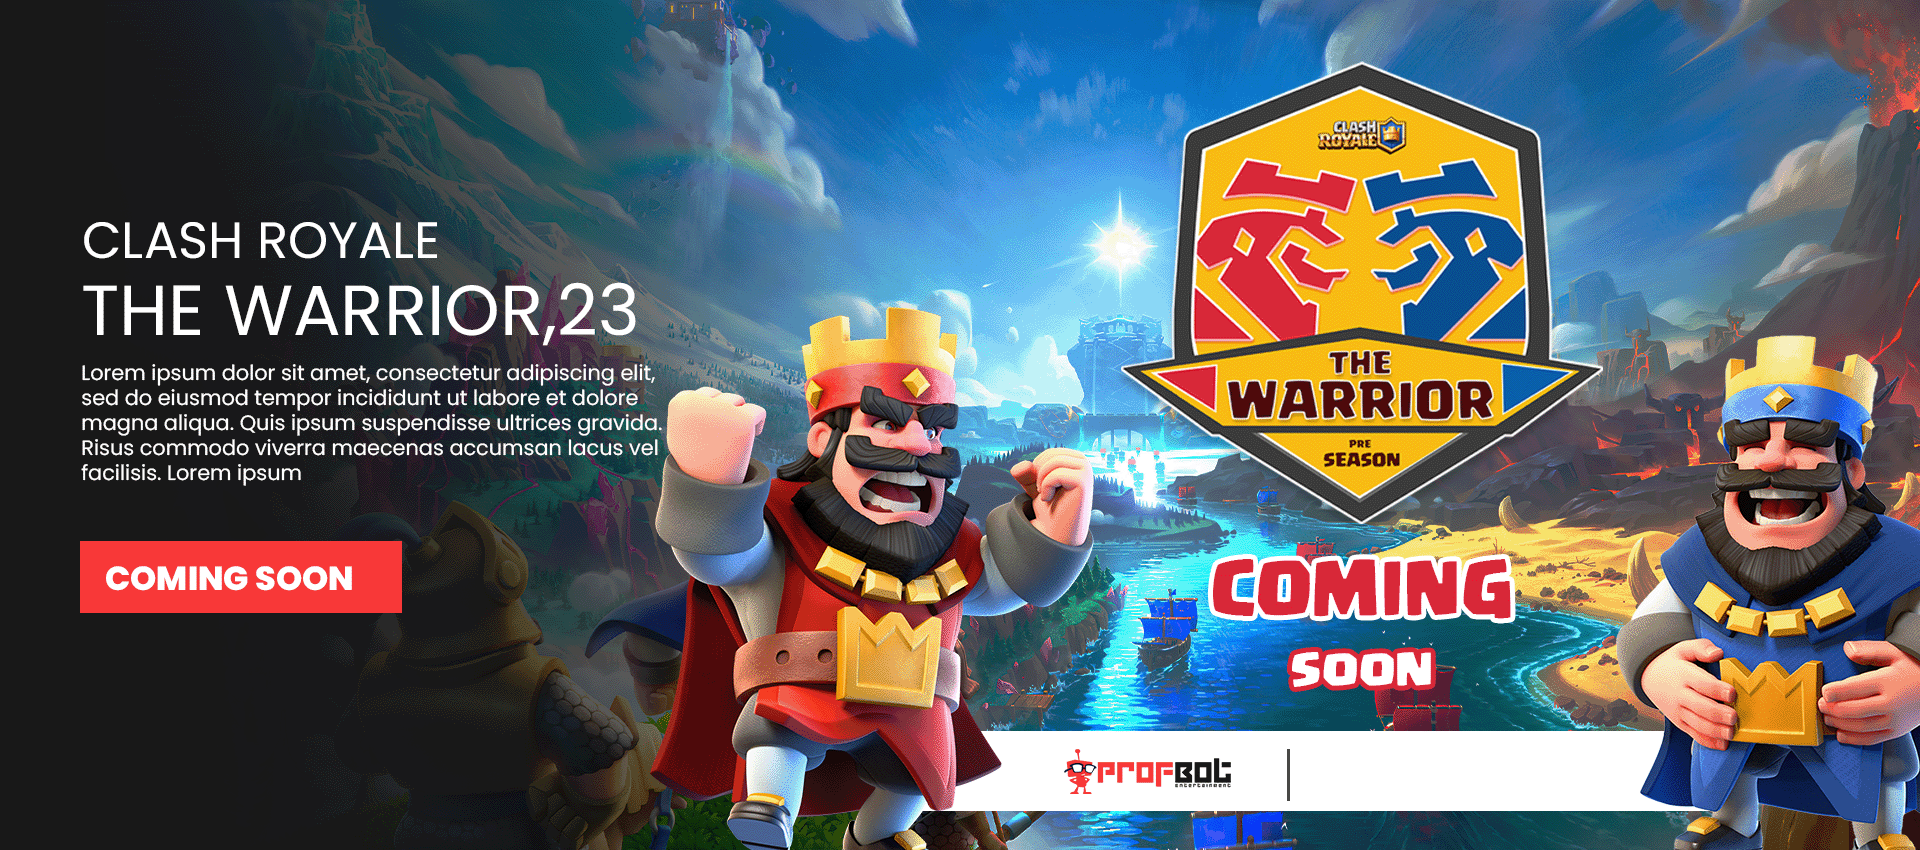 CLASH ROYALE
THE WARRIOR,23
Lorem ipsum dolor sit amet, consectetur adipiscing elit,
sed do eiusmod tempor incididunt ut labore et dolore
magna aliqua. Quis ipsum suspendisse ultrices gravida.
Risus commodo viverra maecenas accumsan lacus vel
facilisis. Lorem ipsum
COMING SOON
CLASH
ROYALE
THE
WARRIOR
PRE
SEASON
COMING
SOON
PROFBOT
entertainment